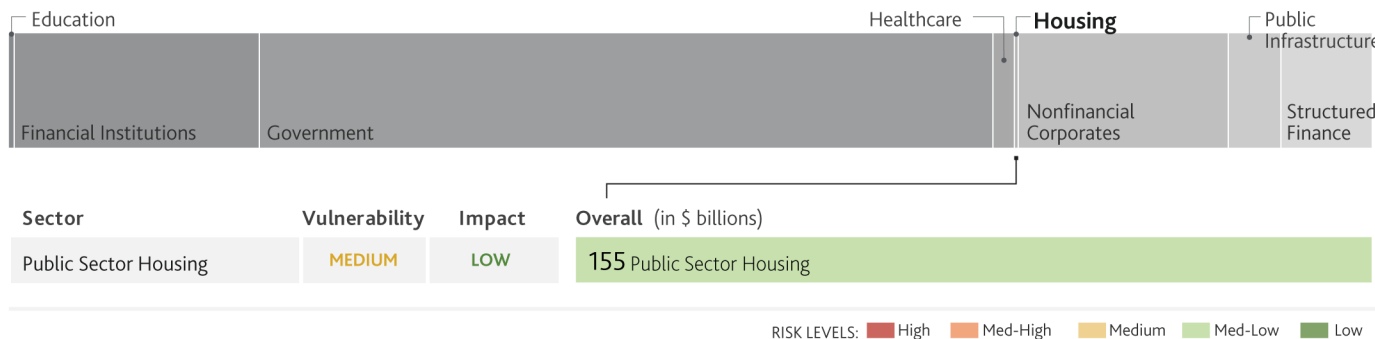 Education
Healthcare
Housing
Public
Infrastructure
Financial Institutions
Government
Nonfinancial
Corporates
Structured
Finance
Sector Vulnerability Impact Overall (in $ billions)
Public Sector Housing MEDIUM LOW 155 Public Sector Housing
RISK LEVELS: High Med-High Medium Med-Low Low